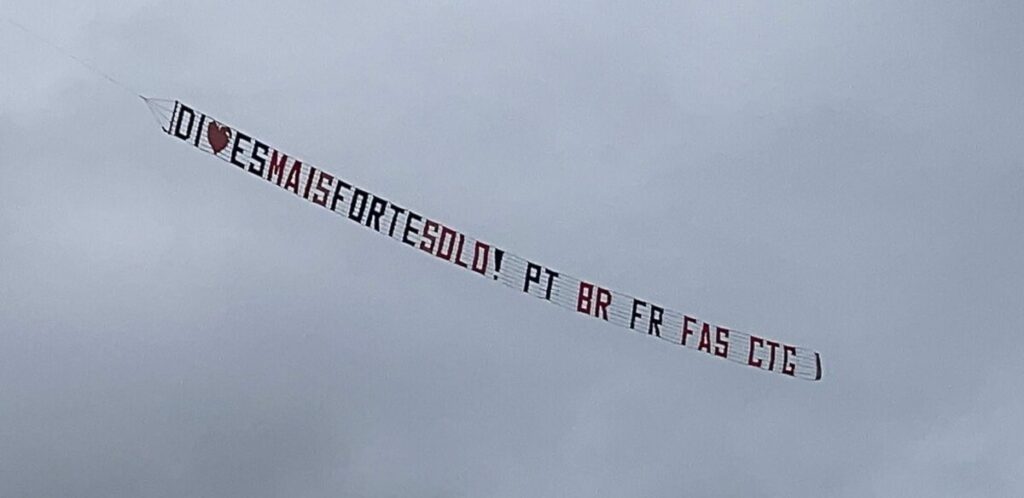 DI❤ESMAISFORTESOLO! PT BR FR FAS CTG